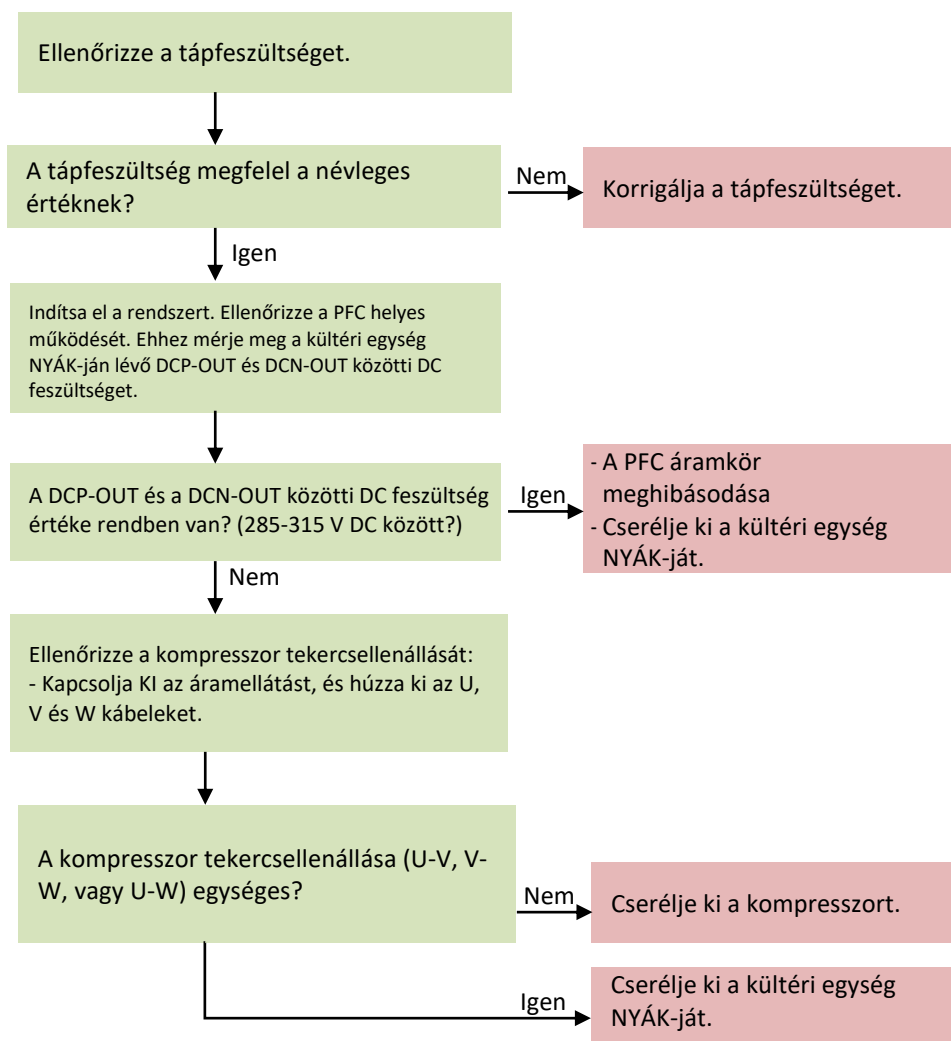 Ellenőrizze a tápfeszültséget.
A tápfeszültség megfelel a névleges
értéknek?
Nem
Korrigálja a tápfeszültséget.
Igen
Indítsa el a rendszert. Ellenőrizze a PFC helyes
működését. Ehhez mérje meg a kültéri egység
NYÁK-ján lévő DCP-OUT és DCN-OUT közötti DC
feszültséget.
A DCP-OUT és a DCN-OUT közötti DC feszültség
értéke rendben van? (285-315 V DC között?)
Igen
- A PFC áramkör
meghibásodása
- Cserélje ki a kültéri egység
NYÁK-ját.
Nem
Ellenőrizze a kompresszor tekercsellenállását:
- Kapcsolja KI az áramellátást, és húzza ki az U,
V és W kábeleket.
A kompresszor tekercsellenállása (U-V, V-
W, vagy U-W) egységes?
Nem
Cserélje ki a kompresszort.
Igen
Cserélje ki a kültéri egység
NYÁK-ját.